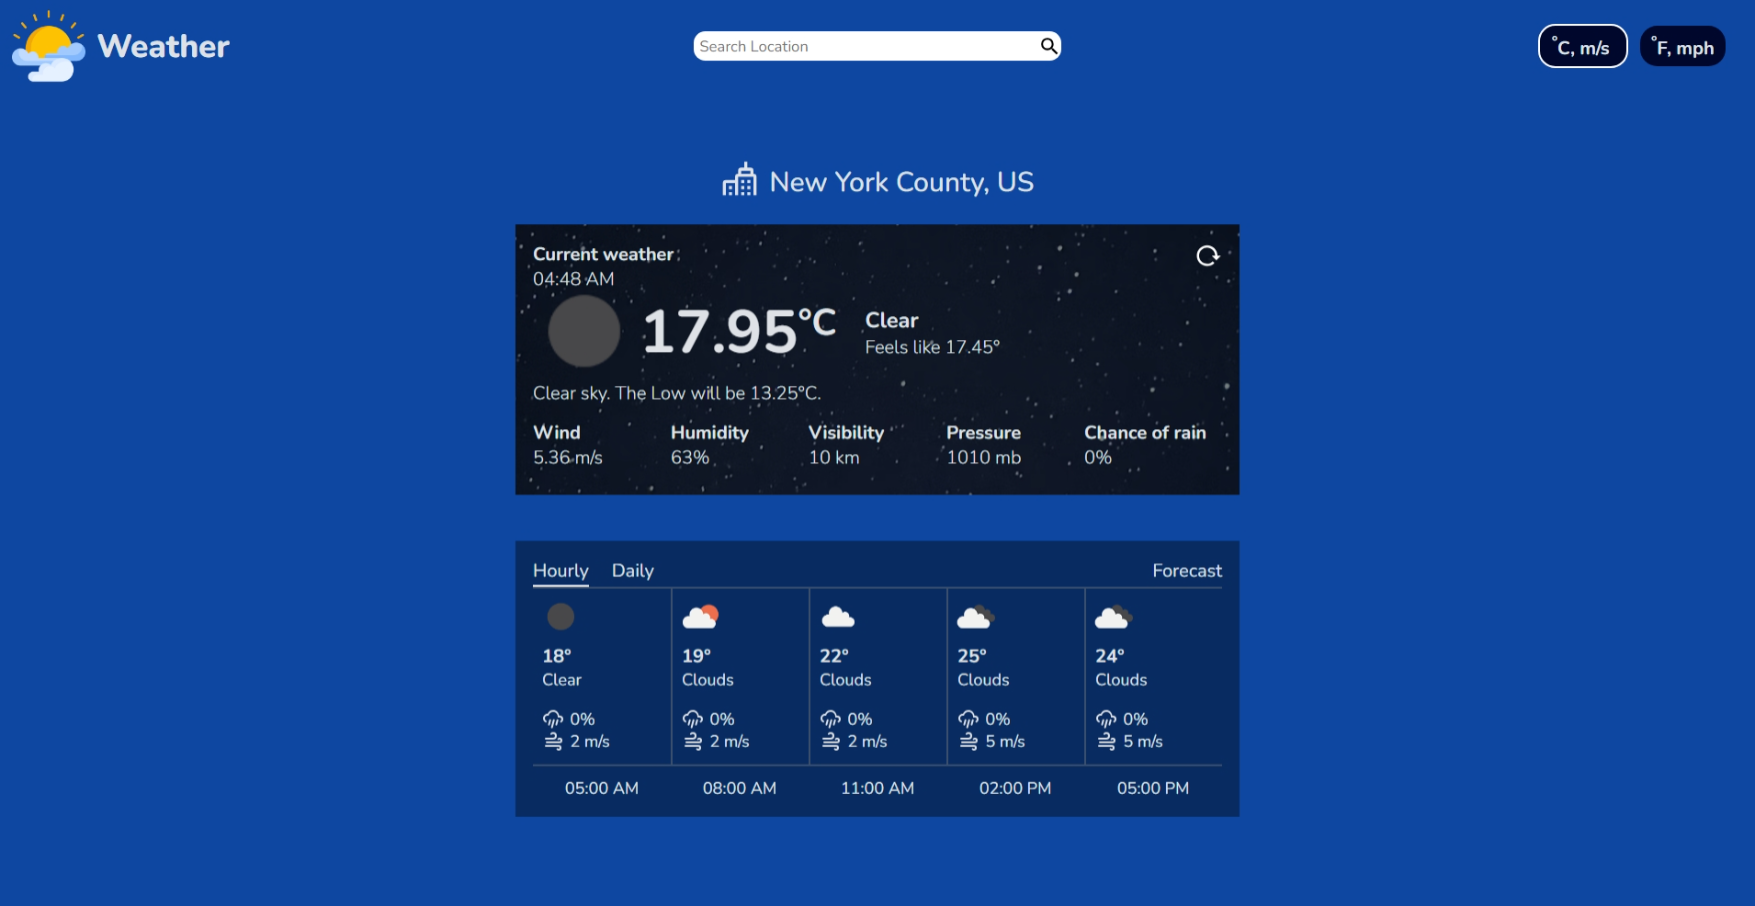 Weather
Search Location
°C, m/s
°F, mph
New York County, US
Current weather
04:48 AM
17.95°C
Clear
Feels like 17.45°
Clear sky. The Low will be 13.25°C.
Wind Humidity Visibility Pressure Chance of rain
5.36 m/s 63% 10 km 1010 mb 0%
Hourly Daily Forecast
18° 19° 22° 25° 24°
Clear Clouds Clouds Clouds Clouds
0% 0% 0% 0% 0%
2 m/s 2 m/s 2 m/s 5 m/s 5 m/s
05:00 AM 08:00 AM 11:00 AM 02:00 PM 05:00 PM